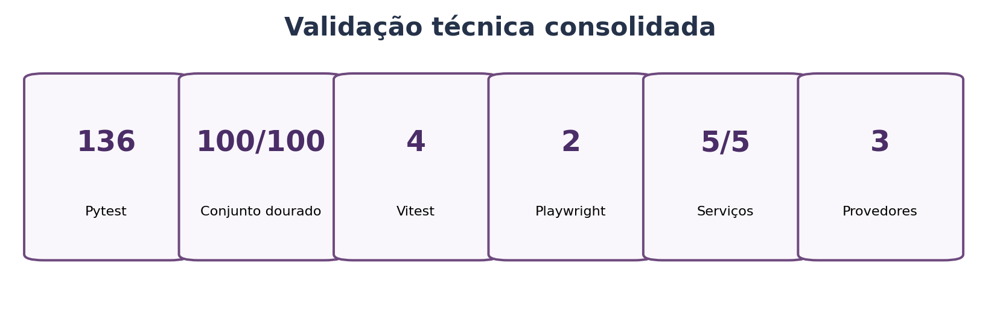 Validação técnica consolidada
136
100/100
4
2
5/5
3
Pytest
Conjunto dourado
Vitest
Playwright
Serviços
Provedores